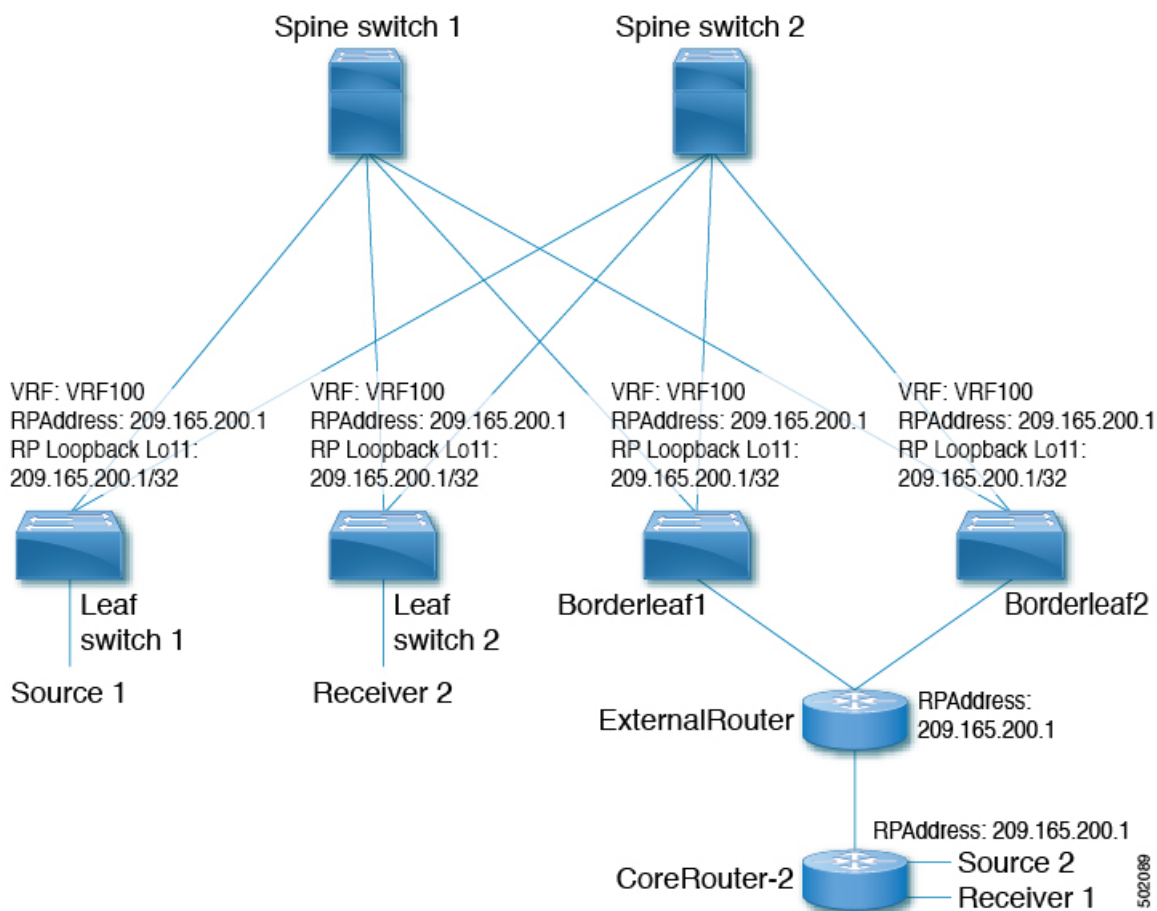 Spine switch 1
Spine switch 2
VRF: VRF100
RPAddress: 209.165.200.1
RP Loopback Lo11:
209.165.200.1/32
VRF: VRF100
RPAddress: 209.165.200.1
RP Loopback Lo11:
209.165.200.1/32
VRF: VRF100
RPAddress: 209.165.200.1
RP Loopback Lo11:
209.165.200.1/32
VRF: VRF100
RPAddress: 209.165.200.1
RP Loopback Lo11:
209.165.200.1/32
Leaf
switch 1
Leaf
switch 2
Borderleaf1
Borderleaf2
Source 1
Receiver 2
ExternalRouter
RPAddress:
209.165.200.1
RPAddress: 209.165.200.1
CoreRouter-2
Source 2
Receiver 1
502089